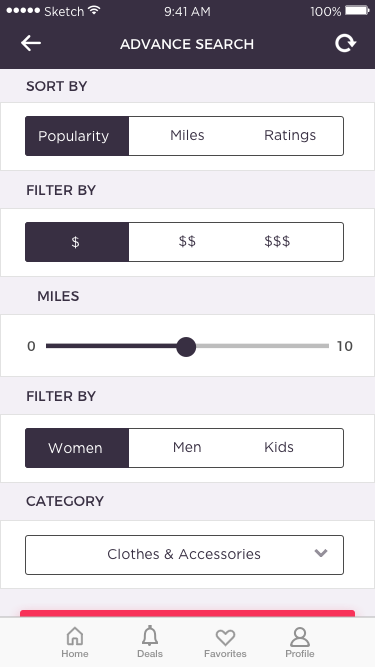 Sketch 9:41 AM 100%
ADVANCE SEARCH
SORT BY
Popularity Miles Ratings
FILTER BY
$ $$ $$$
MILES
0 10
FILTER BY
Women Men Kids
CATEGORY
Clothes & Accessories
Home Deals Favorites Profile